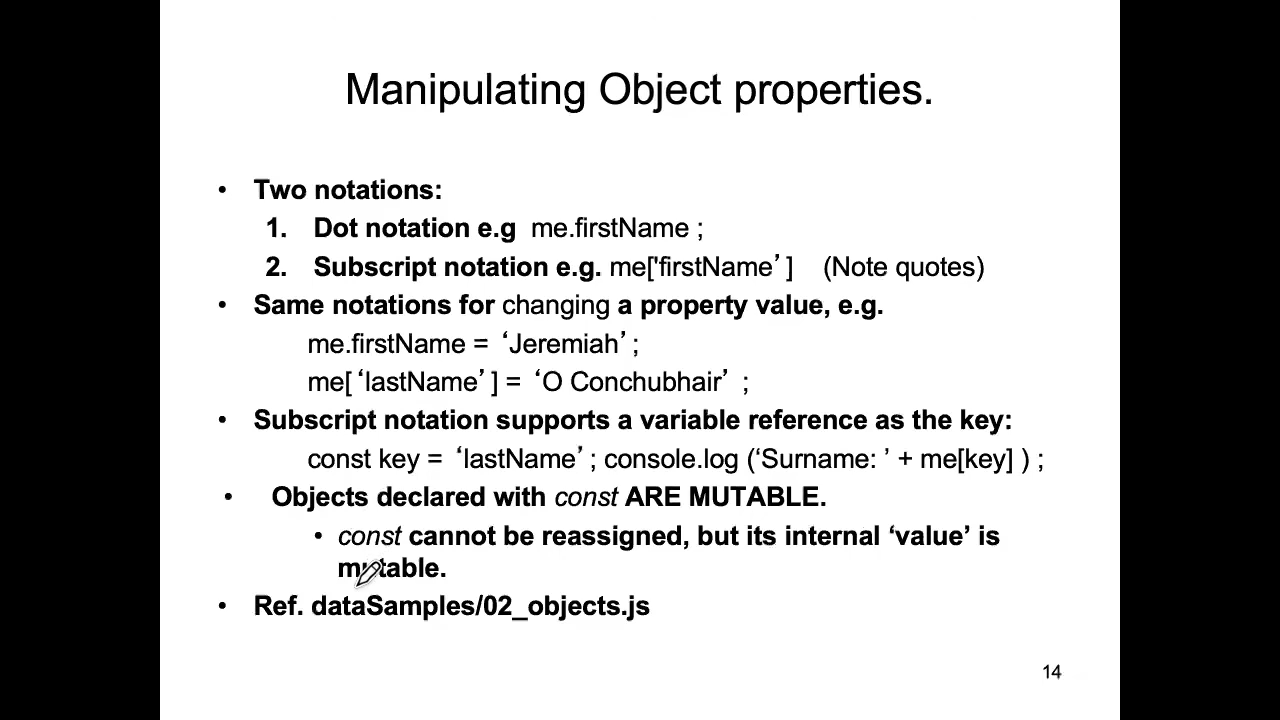 Manipulating Object properties.
• Two notations:
1. Dot notation e.g me.firstName ;
2. Subscript notation e.g. me['firstName’] (Note quotes)
• Same notations for changing a property value, e.g.
me.firstName = ‘Jeremiah’ ;
me[ ‘lastName’ ] = ‘O Conchubhair’ ;
• Subscript notation supports a variable reference as the key:
const key = ‘lastName’ ; console.log (‘Surname: ’ + me[key] ) ;
• Objects declared with const ARE MUTABLE.
• const cannot be reassigned, but its internal ‘value’ is
mutable.
• Ref. dataSamples/02_objects.js
14